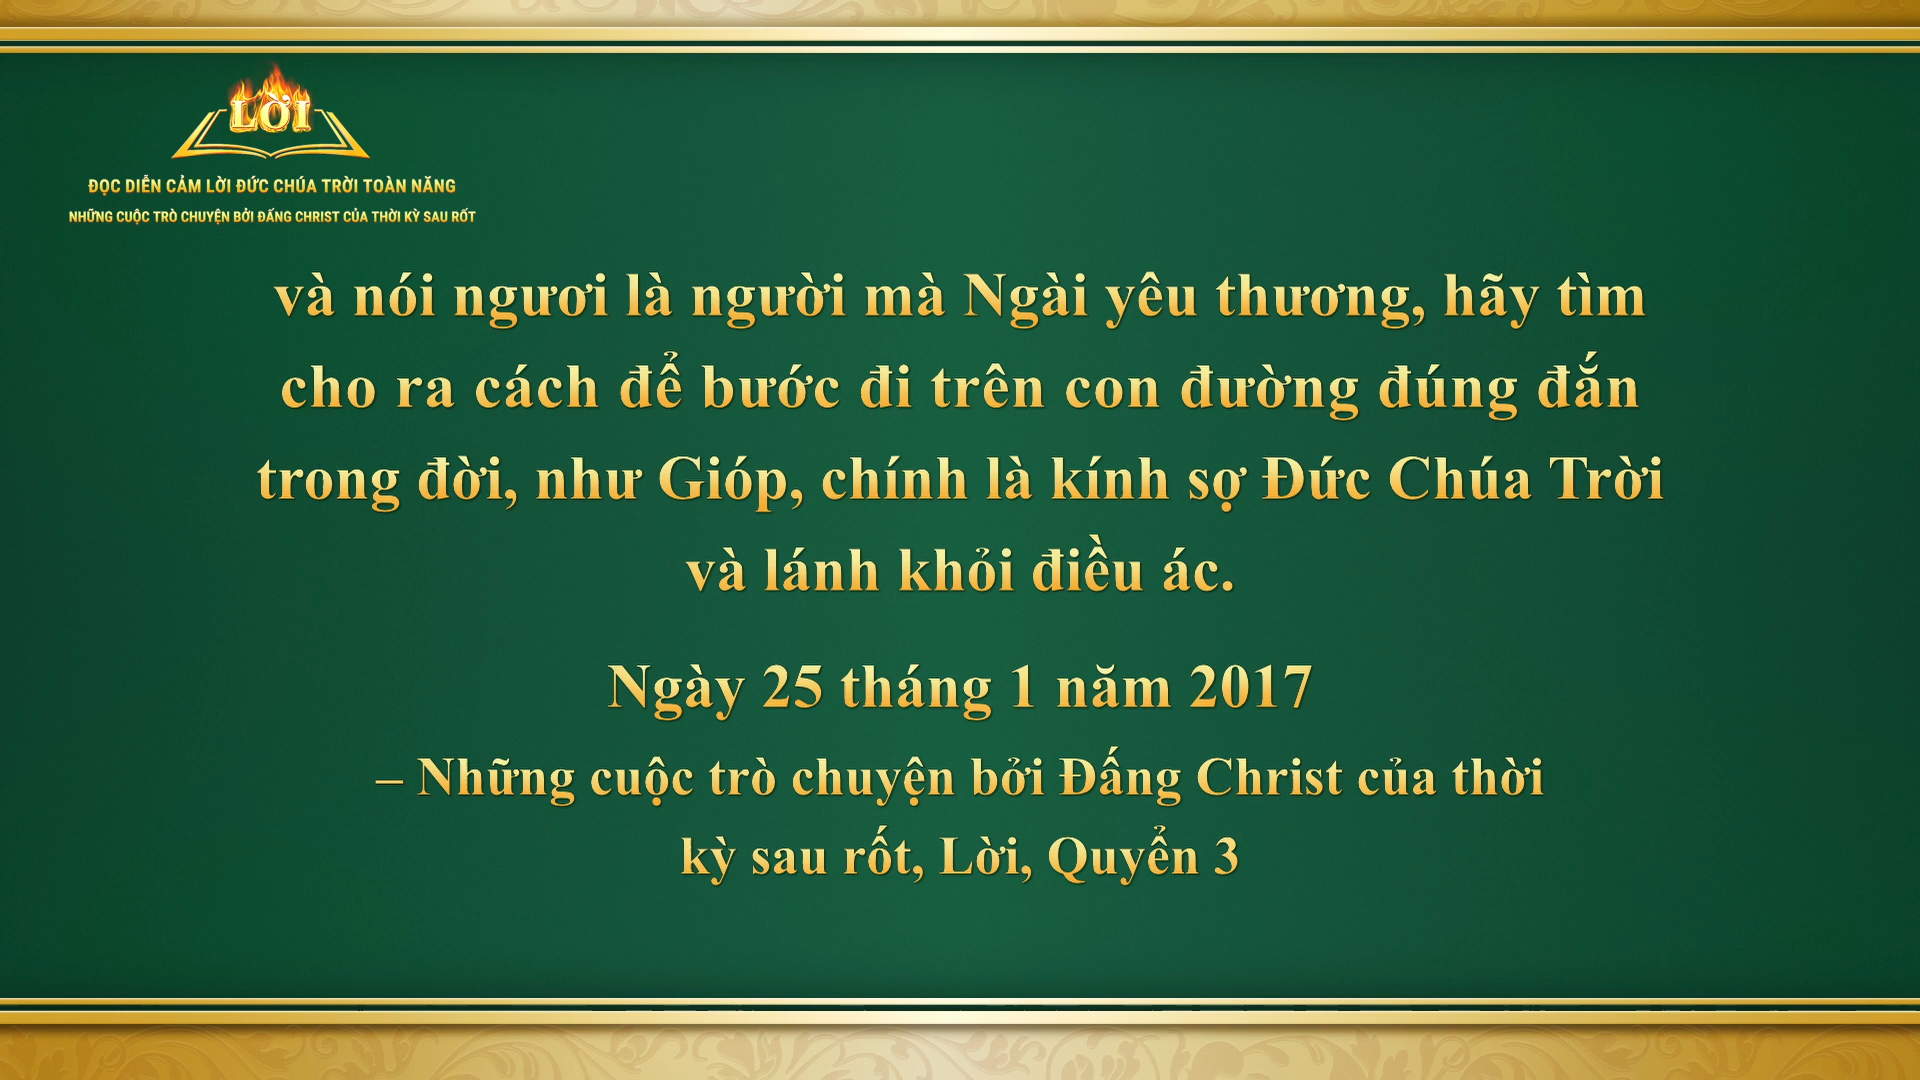 LỜI
ĐỌC DIỄN CẢM LỜI ĐỨC CHÚA TRỜI TOÀN NĂNG
NHỮNG CUỘC TRÒ CHUYỆN BỞI ĐẤNG CHRIST CỦA THỜI KỲ SAU RỐT
và nói ngươi là người mà Ngài yêu thương, hãy tìm
cho ra cách để bước đi trên con đường đúng đắn
trong đời, như Gióp, chính là kính sợ Đức Chúa Trời
và lánh khỏi điều ác.
Ngày 25 tháng 1 năm 2017
– Những cuộc trò chuyện bởi Đấng Christ của thời
kỳ sau rốt, Lời, Quyển 3